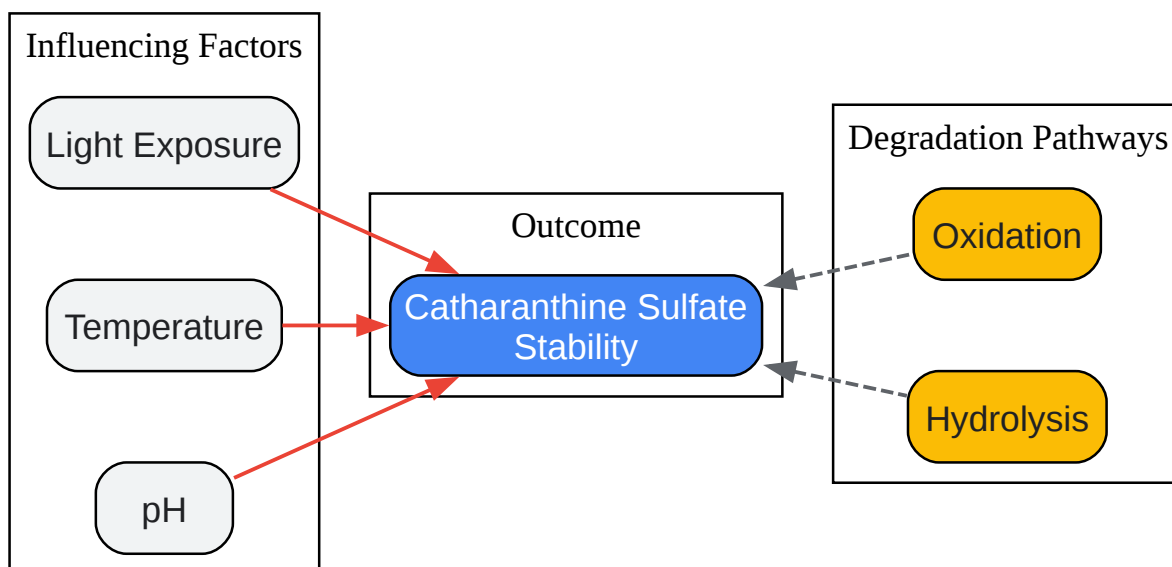 Influencing Factors
Light Exposure
Temperature
pH
Outcome
Catharanthine Sulfate
Stability
Degradation Pathways
Oxidation
Hydrolysis